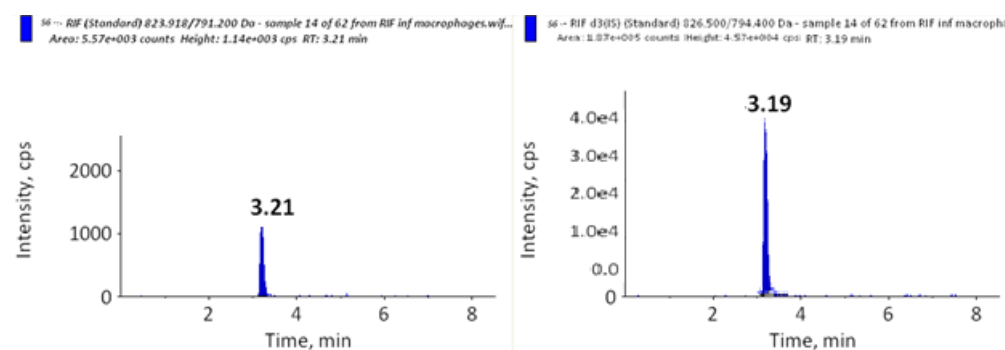 s6 -- RIF (Standard) 823.918/791.200 Da - sample 14 of 62 from RIF inf macrophages.wif...
Area: 5.57e+003 counts Height: 1.14e+003 cps RT: 3.21 min
Intensity, cps
2000
1000
0
3.21
2 4 6 8
Time, min
s6 -- RIF d3(IS) (Standard) 826.500/794.400 Da - sample 14 of 62 from RIF inf macropha
Area: 1.87e+005 counts Height: 4.57e+004 cps RT: 3.19 min
Intensity, cps
4.0e4
3.0e4
2.0e4
1.0e4
0.0
3.19
2 4 6 8
Time, min